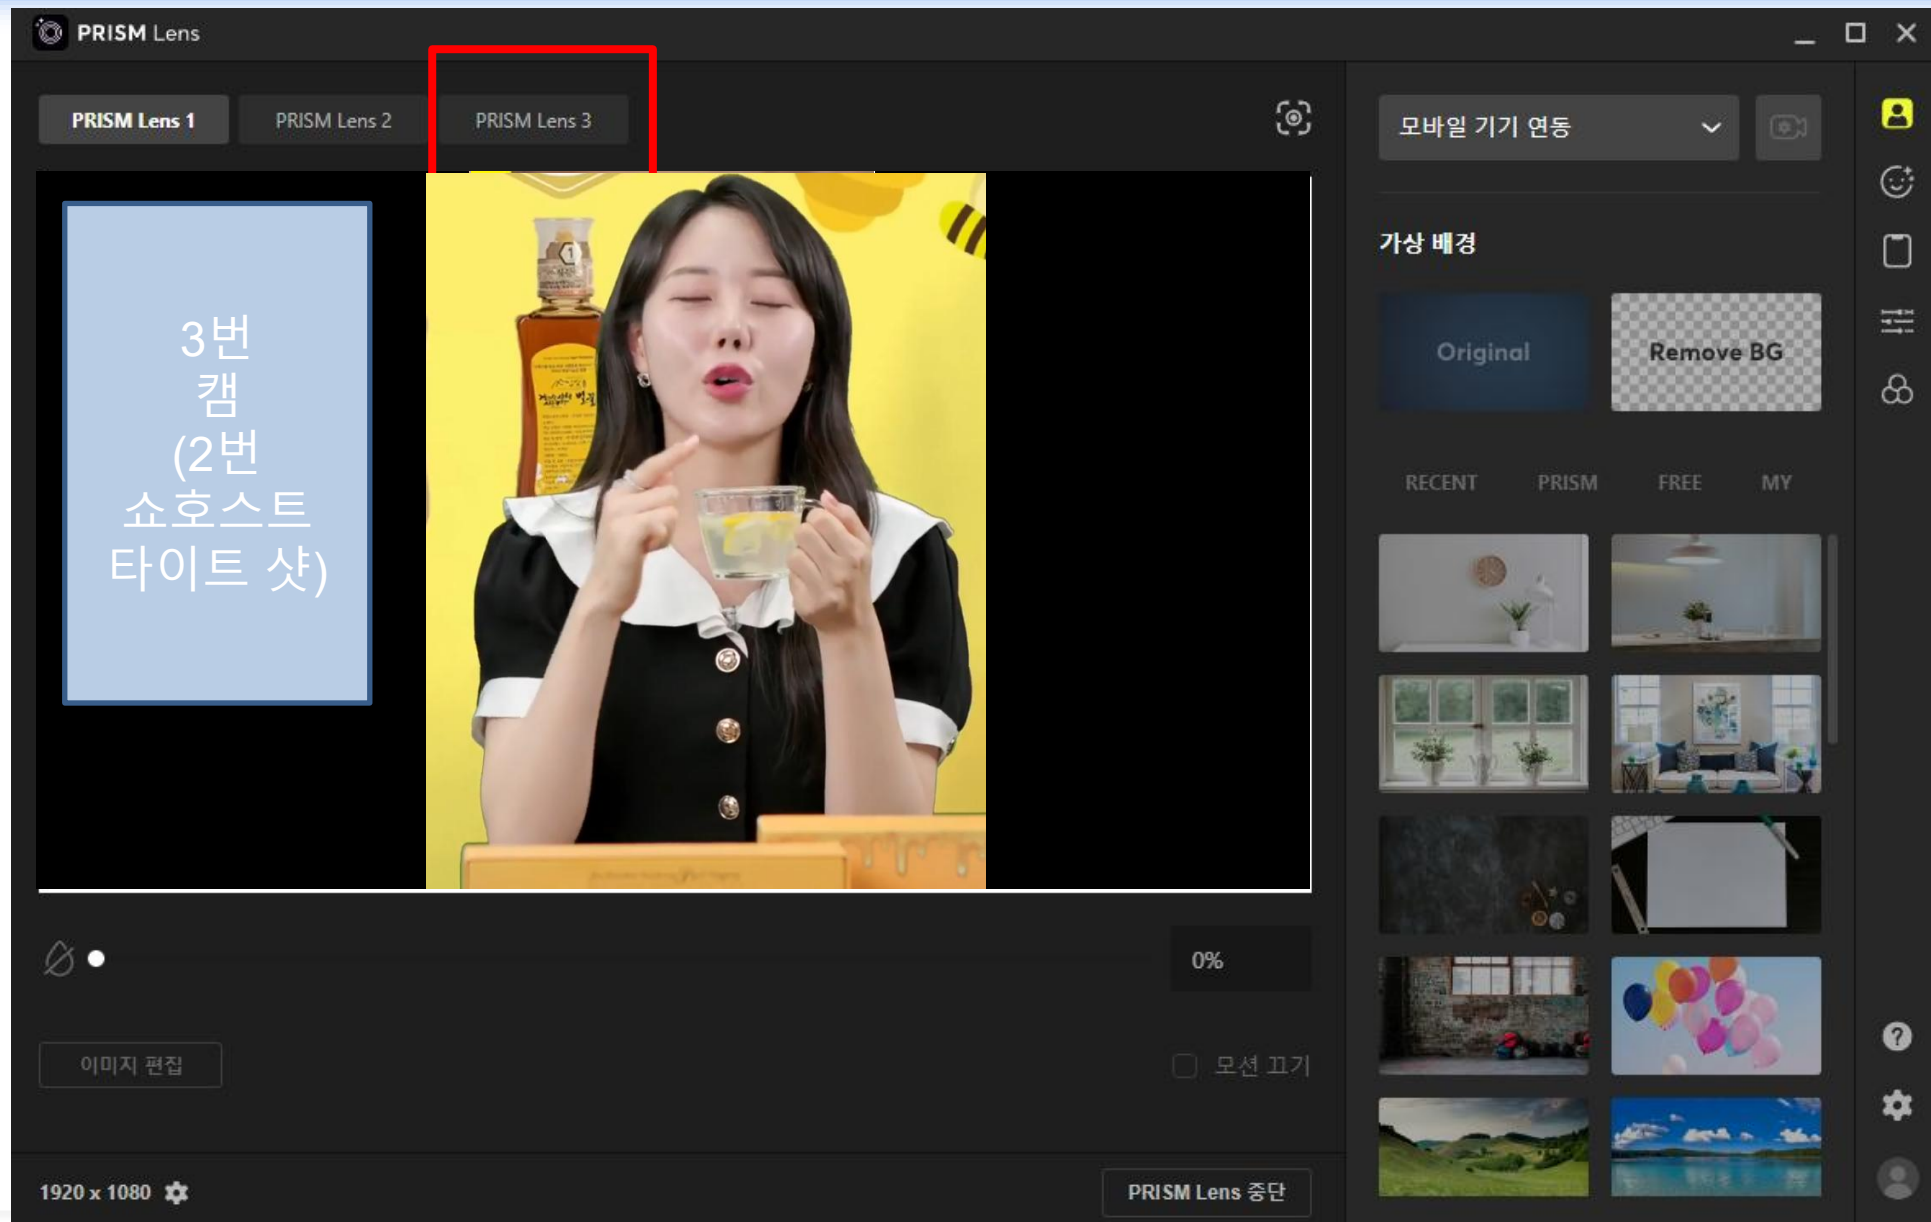 PRISM Lens
PRISM Lens 1
PRISM Lens 2
PRISM Lens 3
모바일 기기 연동
가상 배경
Original
Remove BG
RECENT
PRISM
FREE
MY
3번
캠
(2번
쇼호스트
타이트 샷)
1
0%
이미지 편집
모션 끄기
1920 x 1080
PRISM Lens 중단